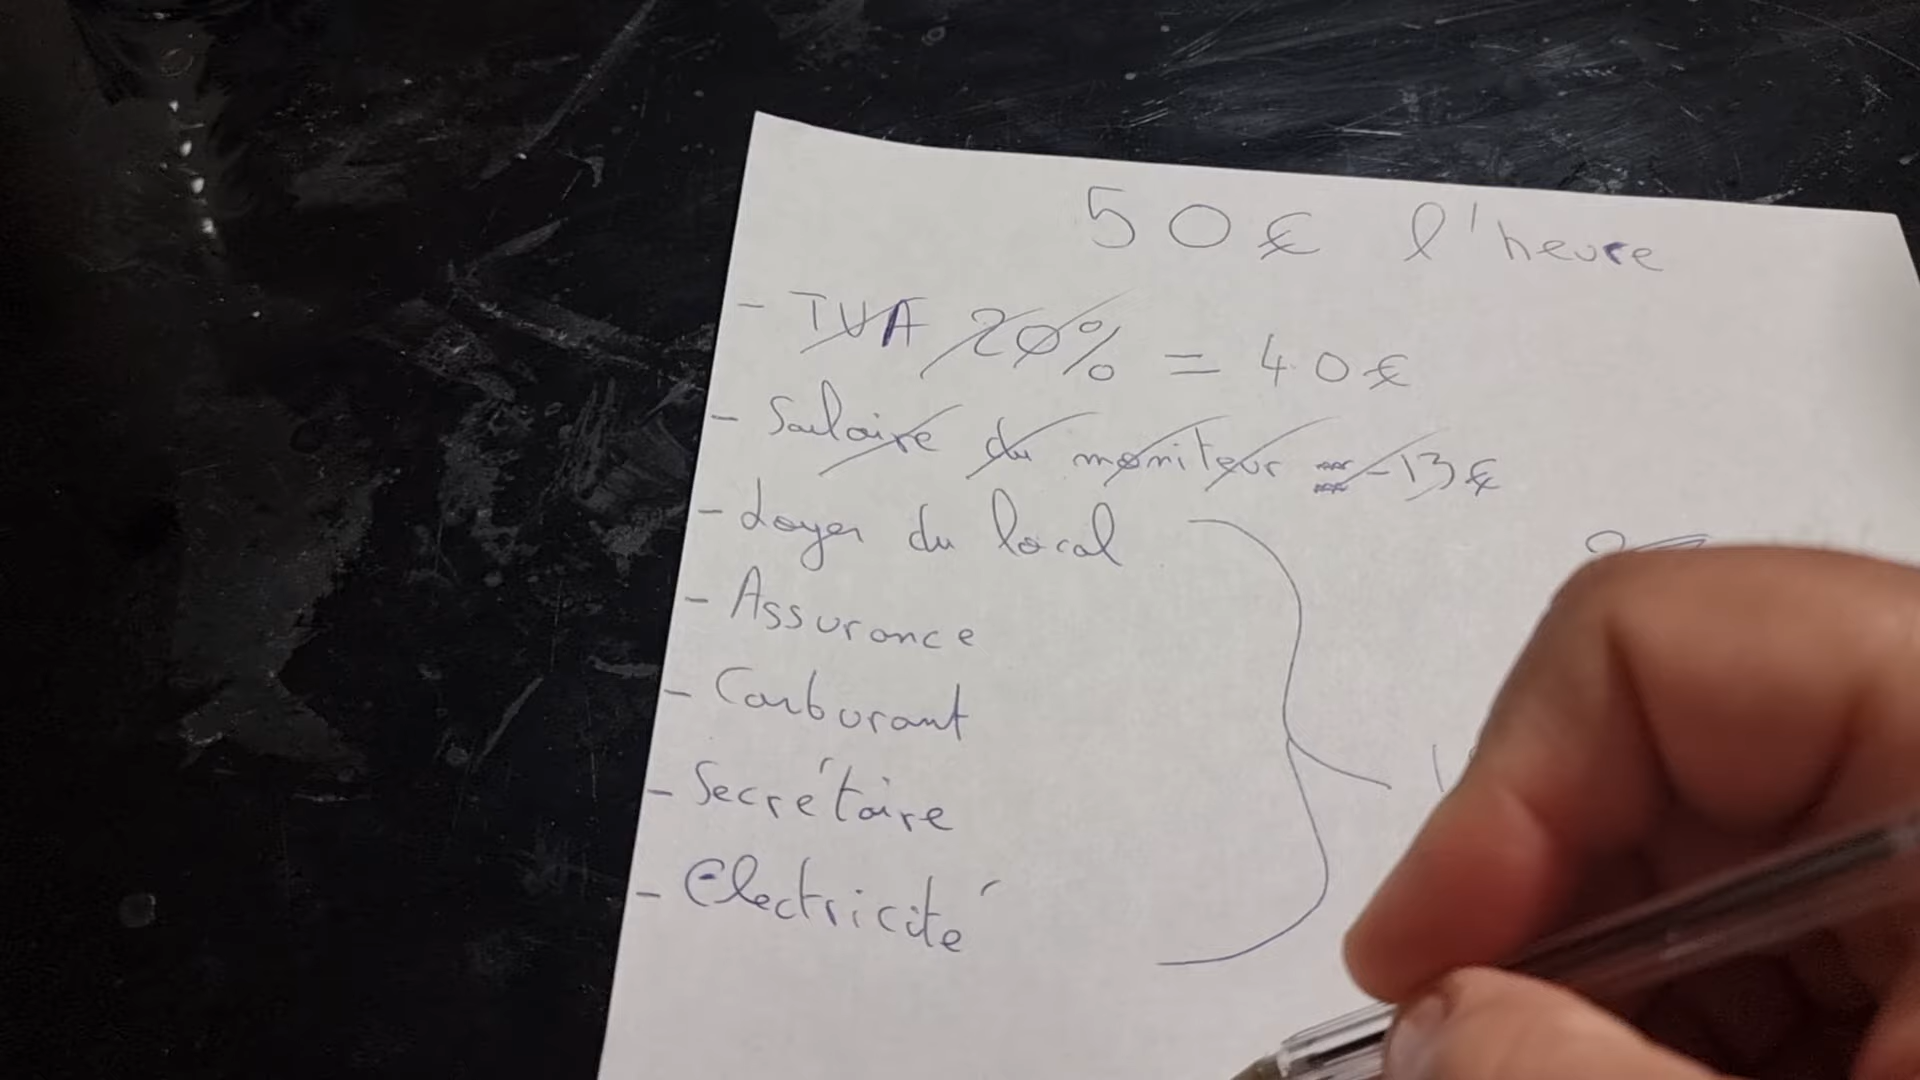 50€ l'heure
- TVA 20% = 40€
- Salaire du moniteur - 13€
- Loyer du local
- Assurance
- Carburant
- Secrétaire
- Electricité